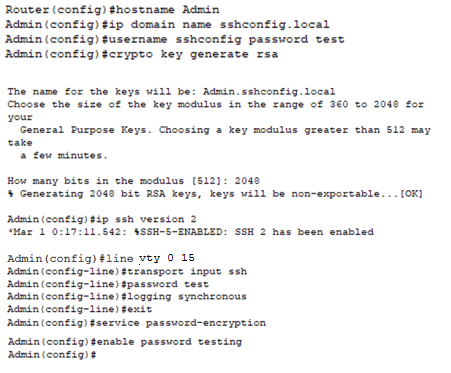 Router(config)#hostname Admin
Admin(config)#ip domain name sshconfig.local
Admin(config)#username sshconfig password test
Admin(config)#crypto key generate rsa
The name for the keys will be: Admin.sshconfig.local
Choose the size of the key modulus in the range of 360 to 2048 for
your
General Purpose Keys. Choosing a key modulus greater than 512 may
take
a few minutes.
How many bits in the modulus [512]: 2048
% Generating 2048 bit RSA keys, keys will be non-exportable...[OK]
Admin(config)#ip ssh version 2
*Mar 1 0:17:11.542: %SSH-5-ENABLED: SSH 2 has been enabled
Admin(config)#line vty 0 15
Admin(config-line)#transport input ssh
Admin(config-line)#password test
Admin(config-line)#logging synchronous
Admin(config-line)#exit
Admin(config)#service password-encryption
Admin(config)#enable password testing
Admin(config)#